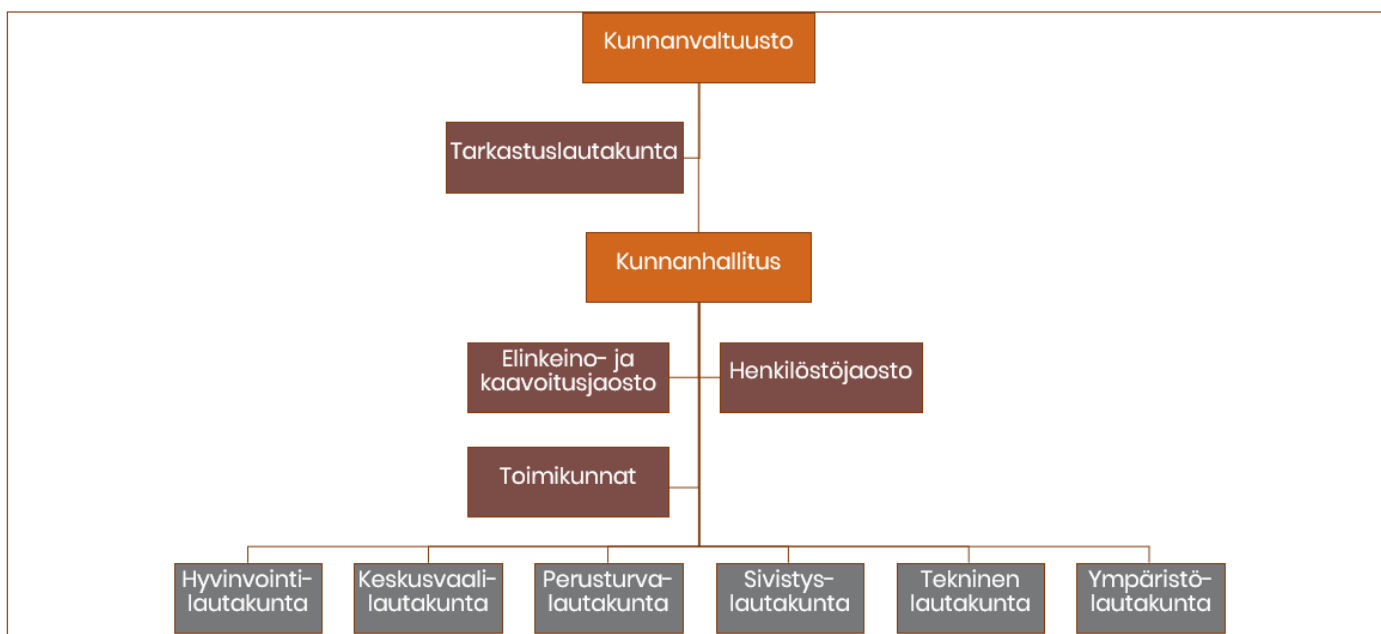 Kunnanvaltuusto
Tarkastuslautakunta
Kunnanhallitus
Elinkeino- ja
kaavoitusjaosto
Henkilöstöjaosto
Toimikunnat
Hyvinvointi-
lautakunta
Keskusvaali-
lautakunta
Perusturva-
lautakunta
Sivistys-
lautakunta
Tekninen
lautakunta
Ympäristö-
lautakunta